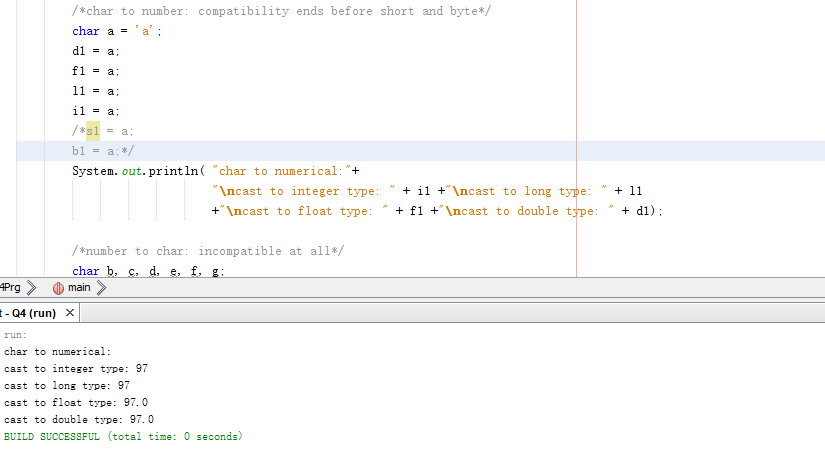 /*char to number: compatibility ends before short and byte*/
char a = 'a';
d1 = a;
f1 = a;
l1 = a;
i1 = a;
/*s1 = a;
b1 = a;*/
System.out.println( "char to numerical:"+
"\ncast to integer type: " + i1 +"\ncast to long type: " + l1
+"\ncast to float type: " + f1 +"\ncast to double type: " + d1);
/*number to char: incompatible at all*/
char b, c, d, e, f, g;
4Prg main
t - Q4 (run)
run:
char to numerical:
cast to integer type: 97
cast to long type: 97
cast to float type: 97.0
cast to double type: 97.0
BUILD SUCCESSFUL (total time: 0 seconds)